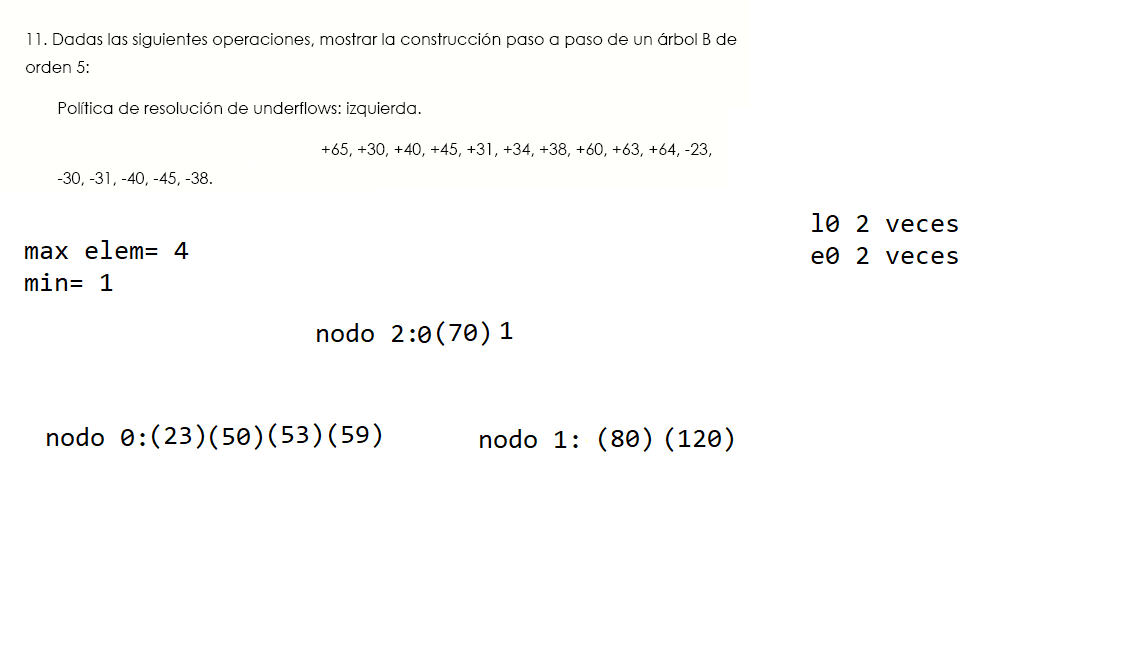 11. Dadas las siguientes operaciones, mostrar la construcción paso a paso de un árbol B de
orden 5:
Política de resolución de underflows: izquierda.
+65, +30, +40, +45, +31, +34, +38, +60, +63, +64, -23,
-30, -31, -40, -45, -38.
l0 2 veces
e0 2 veces
max elem= 4
min= 1
nodo 2:0(70) 1
nodo 0:(23)(50)(53)(59)
nodo 1: (80) (120)